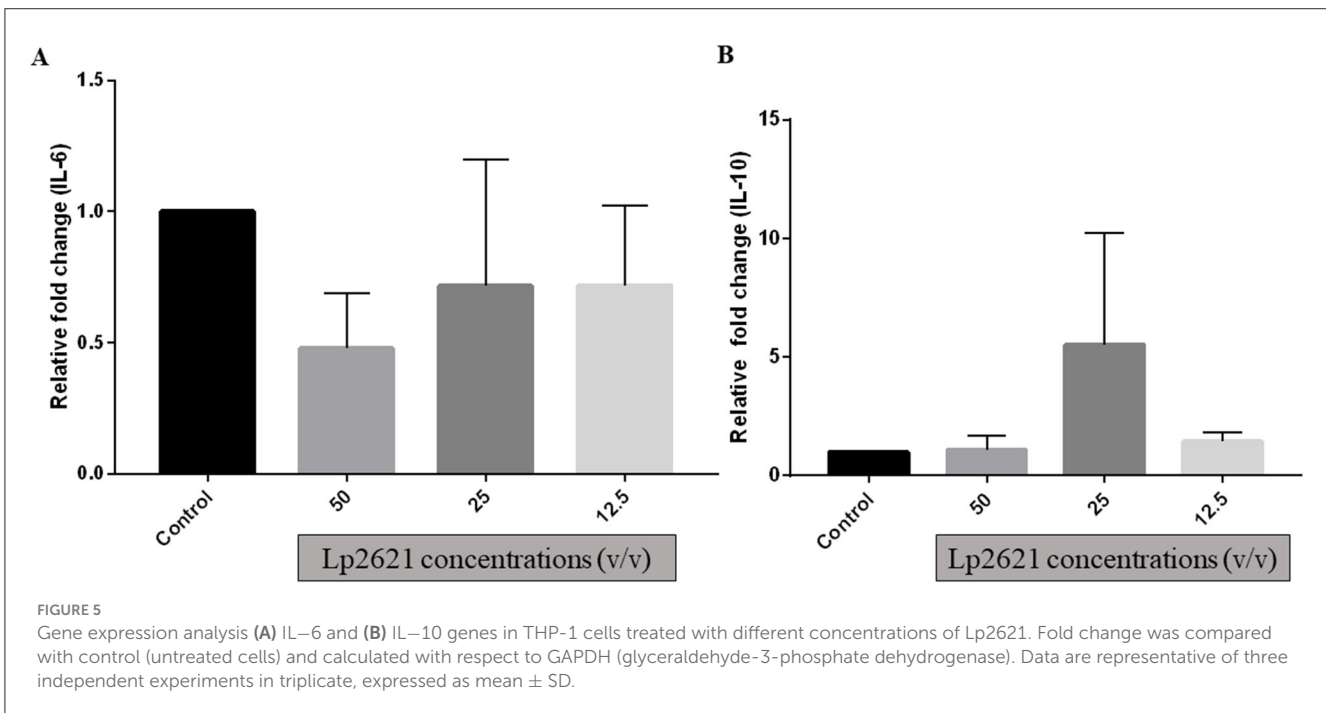 A
Relative fold change (IL-6)
1.5
1.0
0.5
0.0
Control
50
25
12.5
Lp2621 concentrations (v/v)
B
Relative fold change (IL-10)
15
10
5
0
Control
50
25
12.5
Lp2621 concentrations (v/v)
FIGURE 5
Gene expression analysis (A) IL−6 and (B) IL−10 genes in THP-1 cells treated with different concentrations of Lp2621. Fold change was compared
with control (untreated cells) and calculated with respect to GAPDH (glyceraldehyde-3-phosphate dehydrogenase). Data are representative of three
independent experiments in triplicate, expressed as mean ± SD.